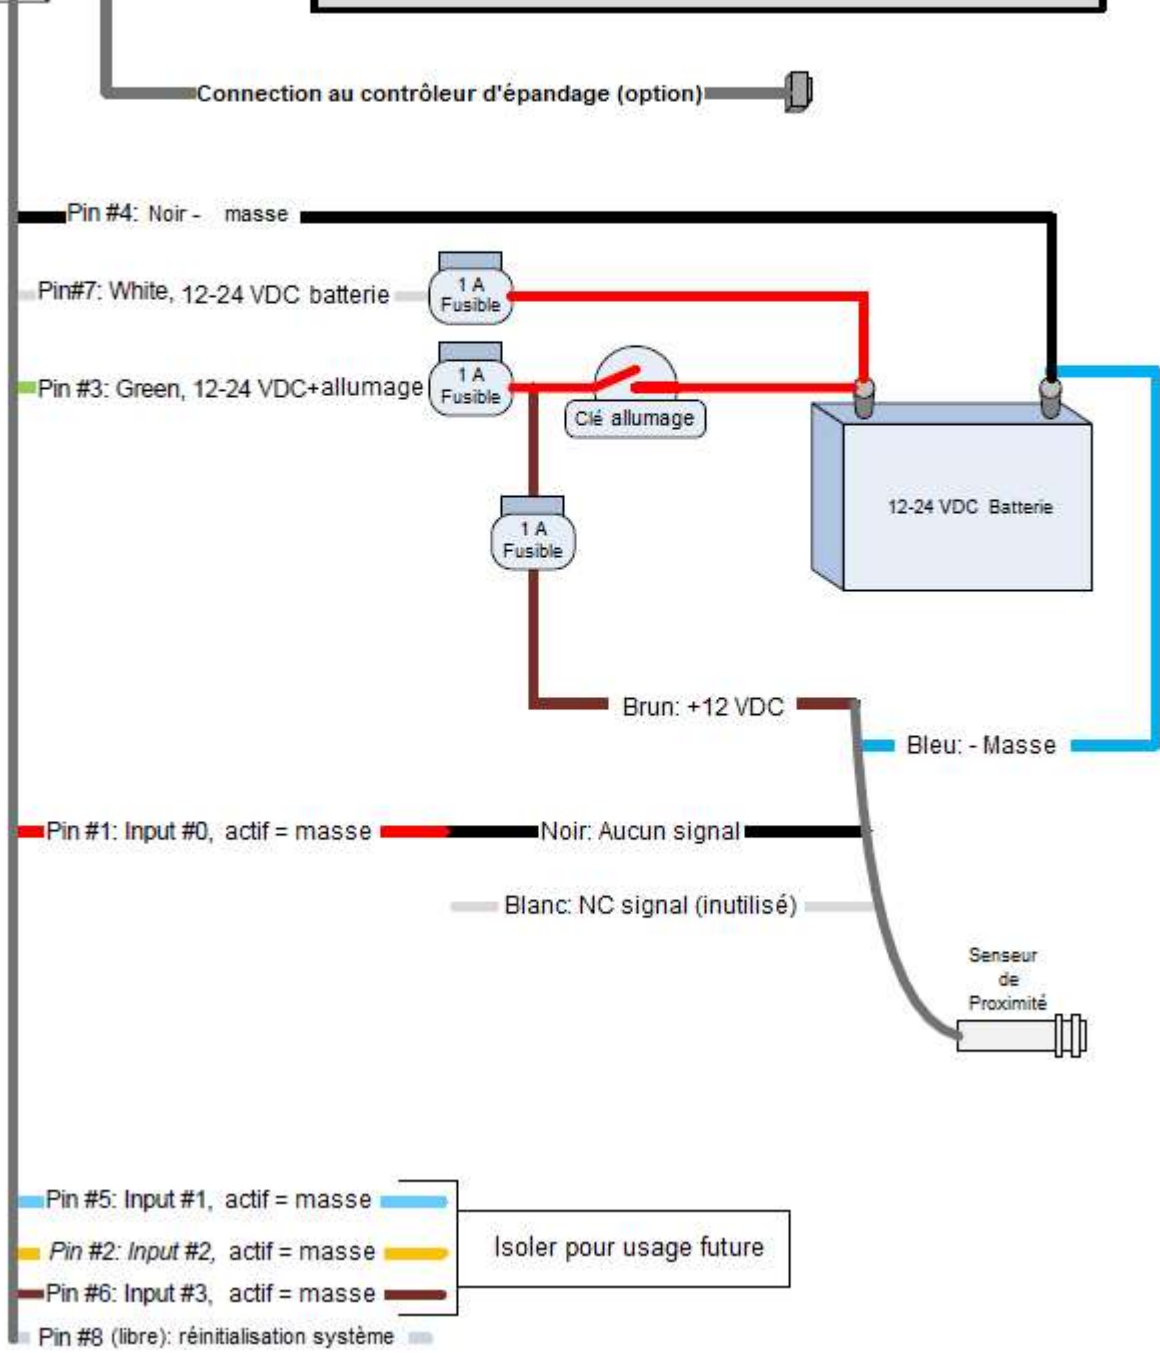 Connection au contrôleur d'épandage (option)
Pin #4: Noir - masse
Pin#7: White, 12-24 VDC batterie
1 A
Fusible
Pin #3: Green, 12-24 VDC+allumage
1 A
Fusible
Clé allumage
12-24 VDC Batterie
1 A
Fusible
Brun: +12 VDC
Bleu: - Masse
Pin #1: Input #0, actif = masse
Noir: Aucun signal
Blanc: NC signal (inutilisé)
Senseur
de
Proximité
Pin #5: Input #1, actif = masse
Pin #2: Input #2, actif = masse
Isoler pour usage future
Pin #6: Input #3, actif = masse
Pin #8 (libre): réinitialisation système